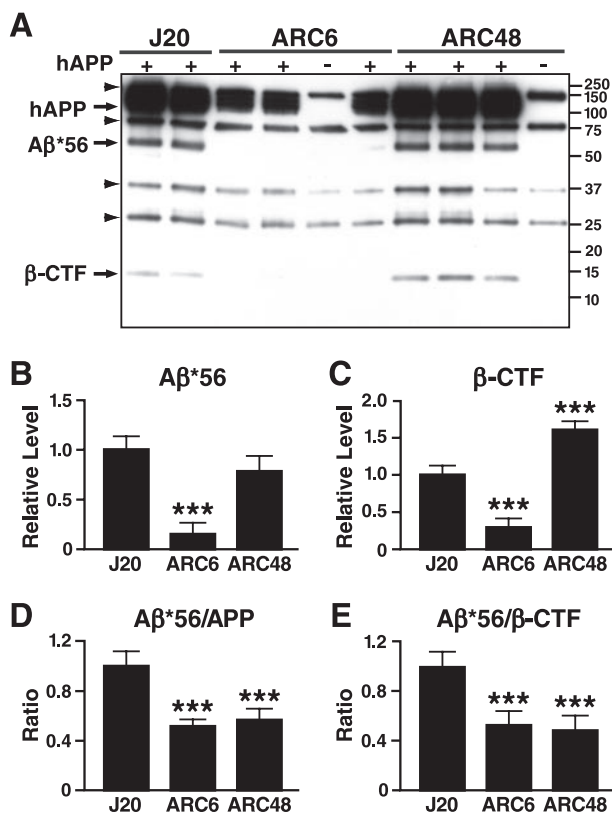 A
J20 ARC6 ARC48
hAPP + + + + - + + + + -
hAPP
Aβ*56
β-CTF
250
150
100
75
50
37
25
20
15
10
B Aβ*56
Relative Level
1.5
1.0
0.5
0
***
J20 ARC6 ARC48
C β-CTF
Relative Level
2.0
1.5
1.0
0.5
0
***
***
J20 ARC6 ARC48
D Aβ*56/APP
Ratio
1.2
0.8
0.4
0
*** ***
J20 ARC6 ARC48
E Aβ*56/β-CTF
Ratio
1.2
0.8
0.4
0
*** ***
J20 ARC6 ARC48